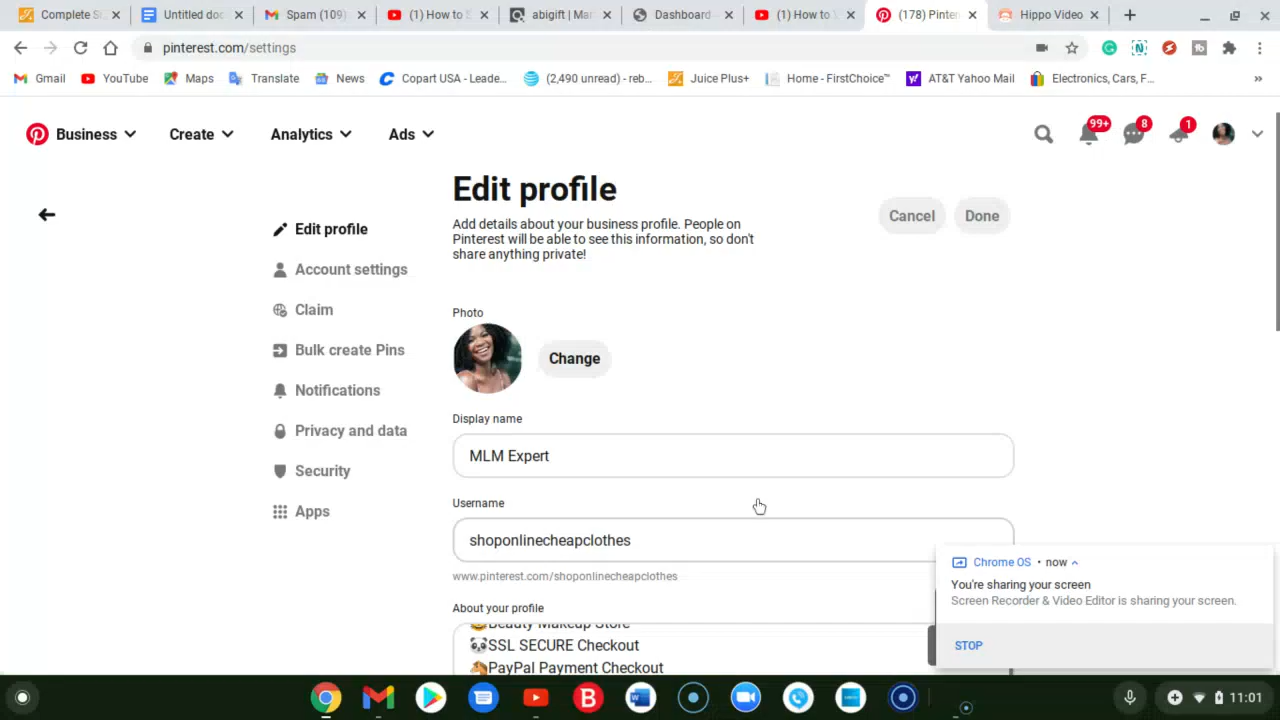 Complete Si
Untitled doc
Spam (109)
(1) How to E
abigift | Mar
Dashboard –
(1) How to
(178) Pinter
Hippo Video
pinterest.com/settings
Gmail
YouTube
Maps
Translate
News
Copart USA - Leade...
(2,490 unread) - reb...
Juice Plus+
Home - FirstChoice™
AT&T Yahoo Mail
Electronics, Cars, F...
»
Business
Create
Analytics
Ads
99+
8
1
Edit profile
Add details about your business profile. People on
Pinterest will be able to see this information, so don't
share anything private!
Cancel
Done
Edit profile
Account settings
Claim
Bulk create Pins
Notifications
Privacy and data
Security
Apps
Photo
Change
Display name
MLM Expert
Username
shoponlinecheapclothes
www.pinterest.com/shoponlinecheapclothes
About your profile
Beauty Makeup Store
🐼SSL SECURE Checkout
🐴PayPal Payment Checkout
Chrome OS • now
You're sharing your screen
Screen Recorder & Video Editor is sharing your screen.
STOP
11:01